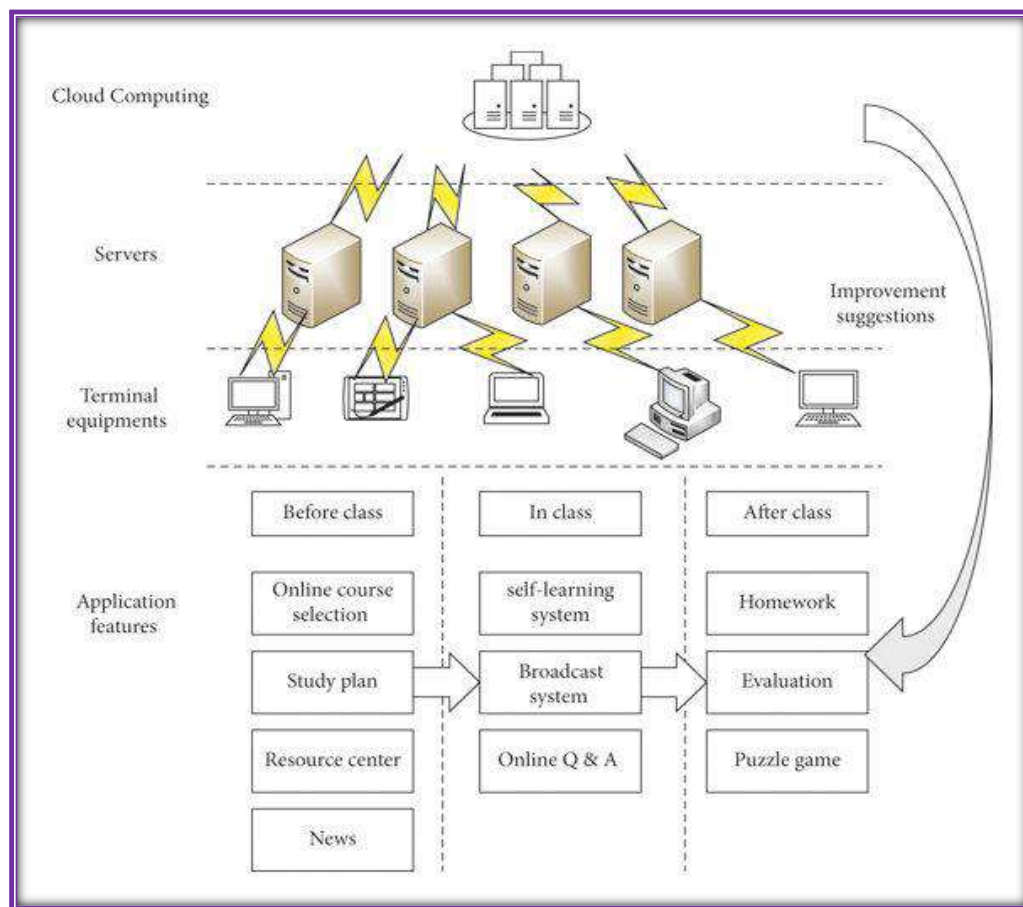 Cloud Computing
Servers
Improvement
suggestions
Terminal
equipments
Before class
In class
After class
Application
features
Online course
selection
self-learning
system
Homework
Study plan
Broadcast
system
Evaluation
Resource center
Online Q & A
Puzzle game
News